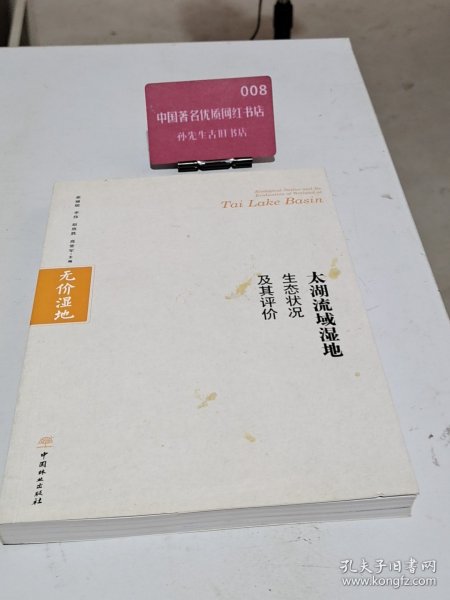 008
中国著名优质网红书店
孙先生古旧书店
Ecological Status and Its
Evaluation of Wetland of
Tai Lake Basin
主编
无价湿地
太湖流域湿地
生态状况
及其评价
中国林业出版社
孔夫子旧书网
www.kongfz.com